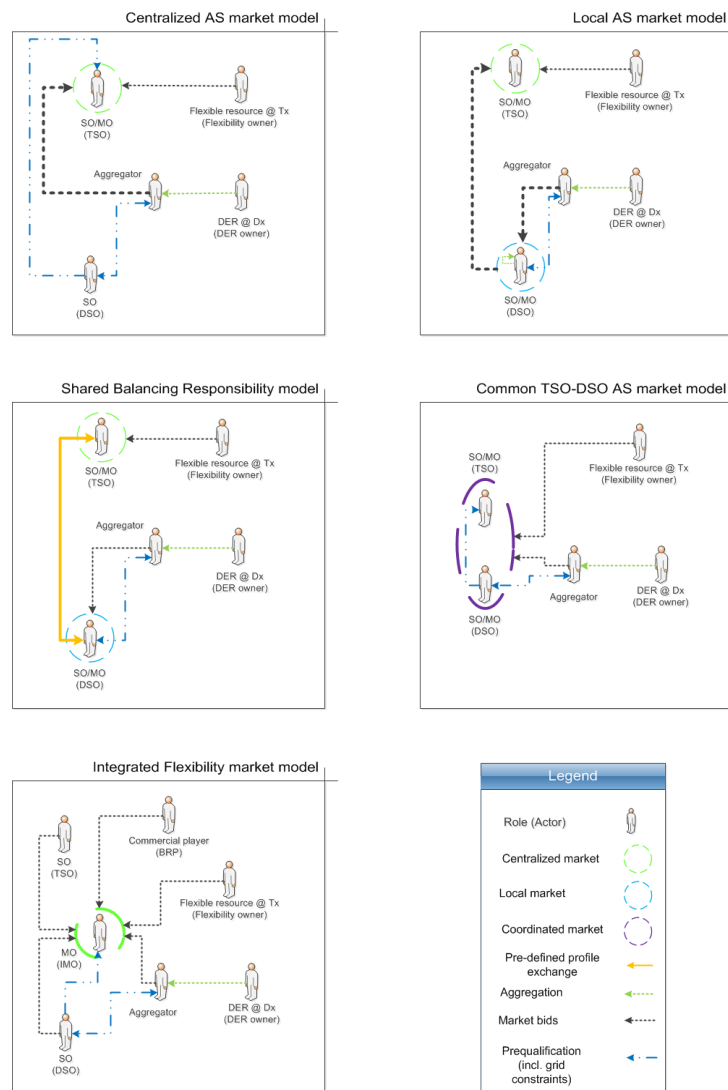 Centralized AS market model
SO/MO
(TSO)
Flexible resource @ Tx
(Flexibility owner)
Aggregator
DER @ Dx
(DER owner)
SO
(DSO)
Local AS market model
SO/MO
(TSO)
Flexible resource @ Tx
(Flexibility owner)
Aggregator
DER @ Dx
(DER owner)
SO/MO
(DSO)
Shared Balancing Responsibility model
SO/MO
(TSO)
Flexible resource @ Tx
(Flexibility owner)
Aggregator
DER @ Dx
(DER owner)
SO/MO
(DSO)
Common TSO-DSO AS market model
SO/MO
(TSO)
Flexible resource @ Tx
(Flexibility owner)
Aggregator
DER @ Dx
(DER owner)
SO/MO
(DSO)
Integrated Flexibility market model
SO
(TSO)
Commercial player
(BRP)
Flexible resource @ Tx
(Flexibility owner)
MO
(IMO)
Aggregator
DER @ Dx
(DER owner)
SO
(DSO)
Legend
Role (Actor)
Centralized market
Local market
Coordinated market
Pre-defined profile
exchange
Aggregation
Market bids
Prequalification
(incl. grid
constraints)